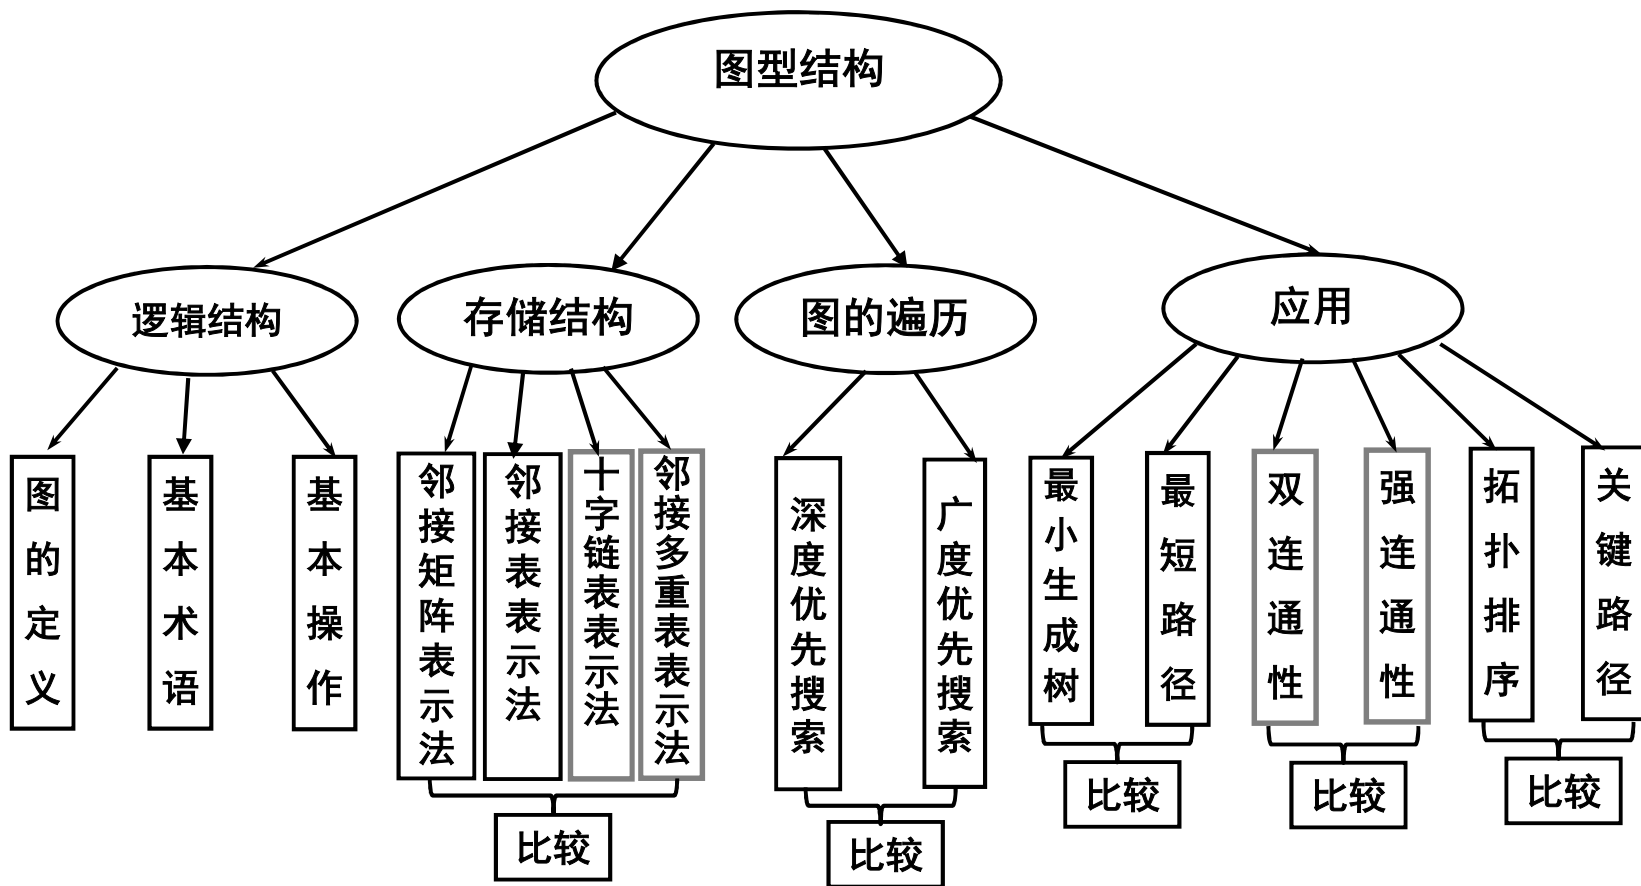 图型结构
逻辑结构
存储结构
图的遍历
应用
图的定义
基本术语
基本操作
邻接矩阵表示法
邻接表表示法
十字链表表示法
邻接多重表表示法
深度优先搜索
广度优先搜索
最小生成树
最短路径
双连通性
强连通性
拓扑排序
关键路径
比较
比较
比较
比较
比较